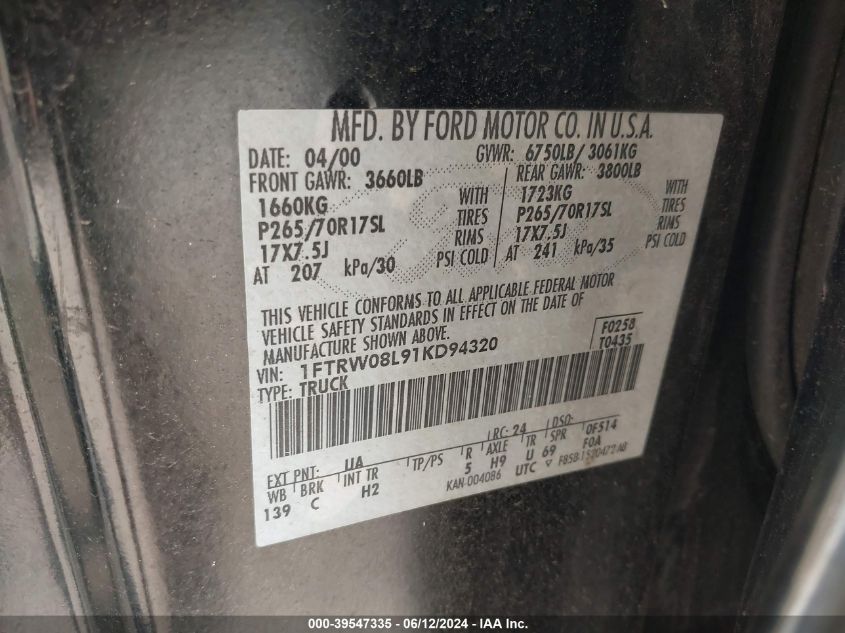 MFD. BY FORD MOTOR CO. IN U.S.A.
DATE: 04/00 GVWR: 6750LB/ 3061KG
FRONT GAWR: 3660LB REAR GAWR: 3800LB
1660KG WITH 1723KG WITH
P265/70R17SL TIRES P265/70R17SL TIRES
17X7.5J RIMS 17X7.5J RIMS
AT 207 kPa/30 PSI COLD AT 241 kPa/35 PSI COLD
THIS VEHICLE CONFORMS TO ALL APPLICABLE FEDERAL MOTOR
VEHICLE SAFETY STANDARDS IN EFFECT ON THE DATE OF
MANUFACTURE SHOWN ABOVE. F0258
VIN: 1FTRW08L91KD94320 T0435
TYPE: TRUCK
EXT PNT: UA RC: 24 DSO: 0F514
WB BRK INT TR TP/PS R AXLE TR SPR F0A
139 C H2 5 H9 U 69
KAN-004086 UTC ▽ F85B-1520472-AB
000-39547335 - 06/12/2024 - IAA Inc.